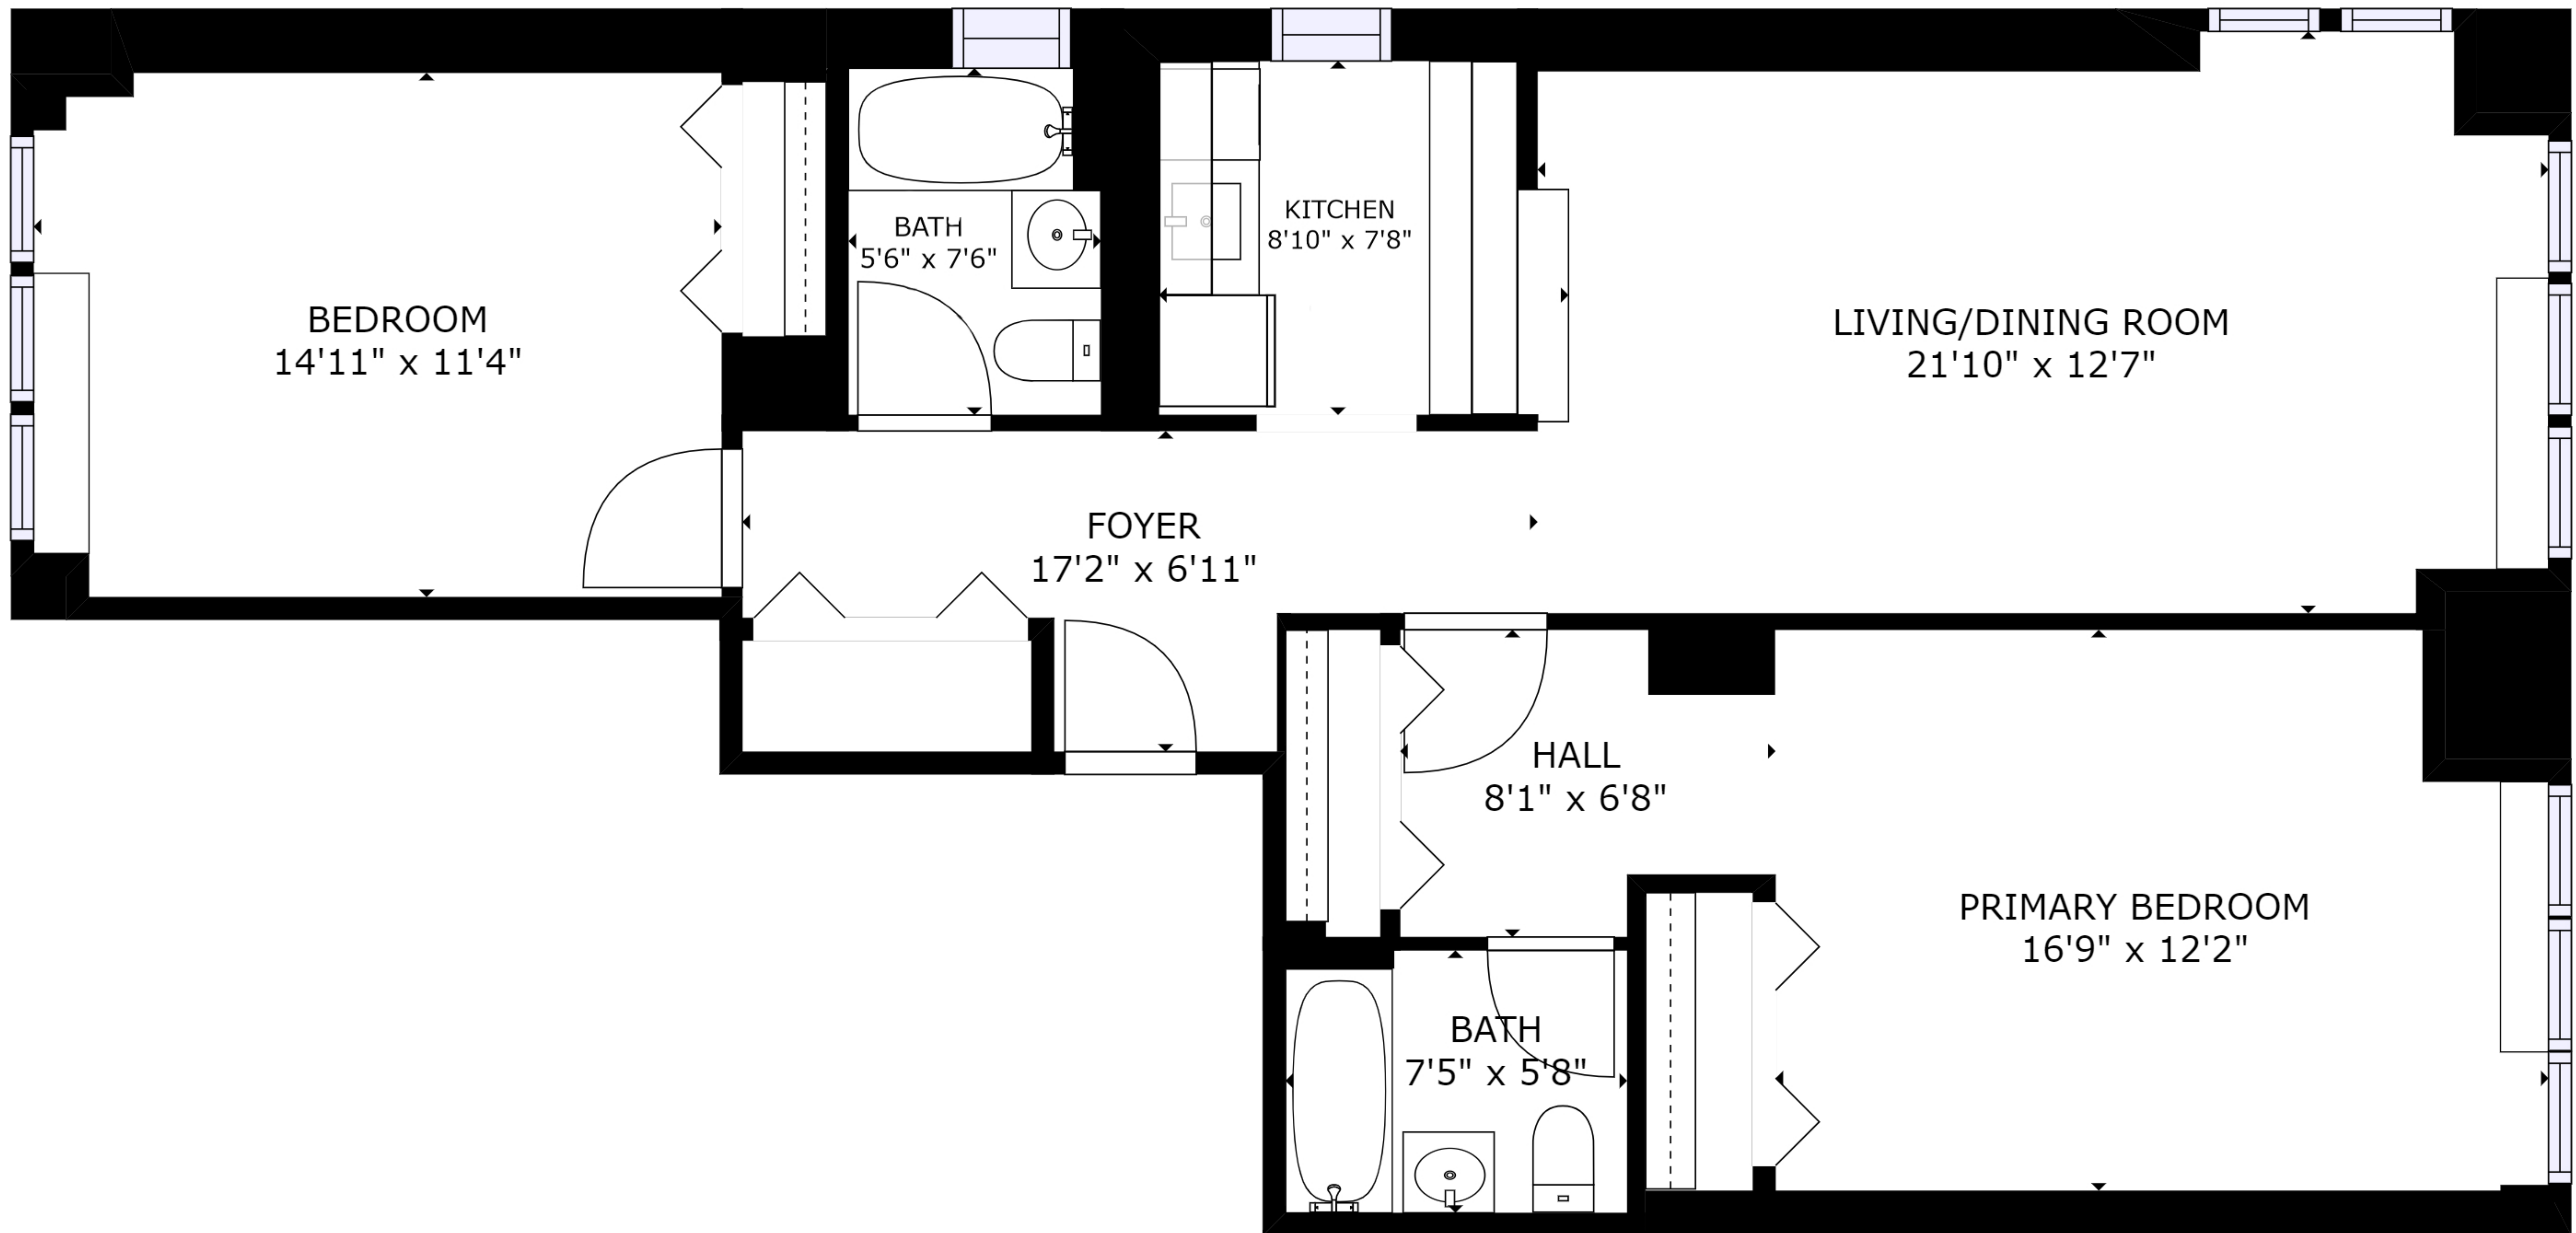 BATH
5'6" x 7'6"
KITCHEN
8'10" x 7'8"
BEDROOM
14'11" x 11'4"
LIVING/DINING ROOM
21'10" x 12'7"
FOYER
17'2" x 6'11"
HALL
8'1" x 6'8"
PRIMARY BEDROOM
16'9" x 12'2"
BATH
7'5" x 5'8"